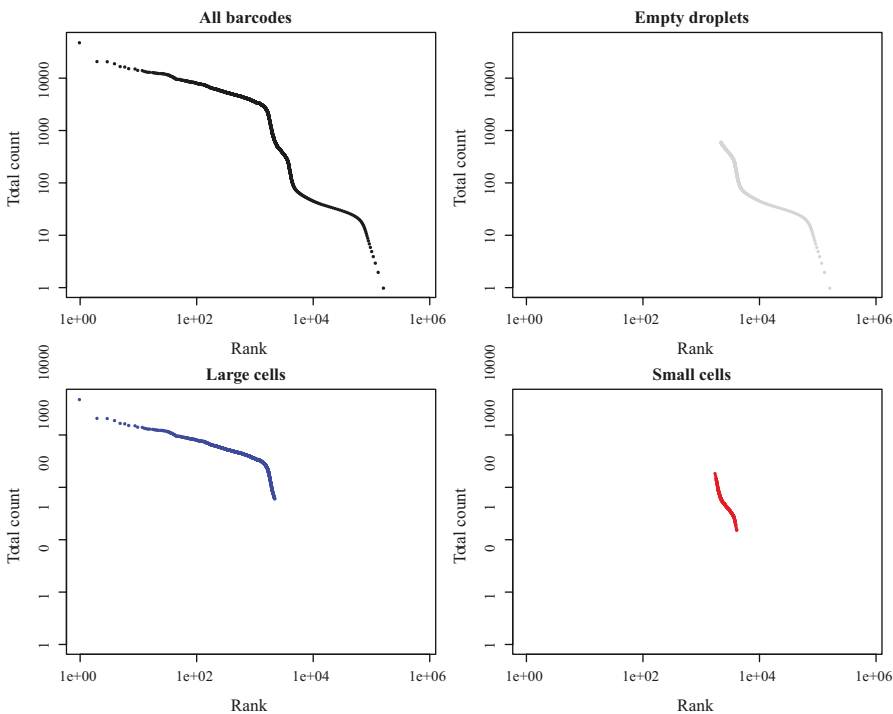 All barcodes
Total count
10000
1000
100
10
1
1e+00 1e+02 1e+04 1e+06
Rank
Empty droplets
Total count
10000
1000
100
10
1
1e+00 1e+02 1e+04 1e+06
Rank
Large cells
Total count
10000
1000
00
1
0
1
1
1e+00 1e+02 1e+04 1e+06
Rank
Small cells
Total count
10000
1000
00
1
0
1
1
1e+00 1e+02 1e+04 1e+06
Rank